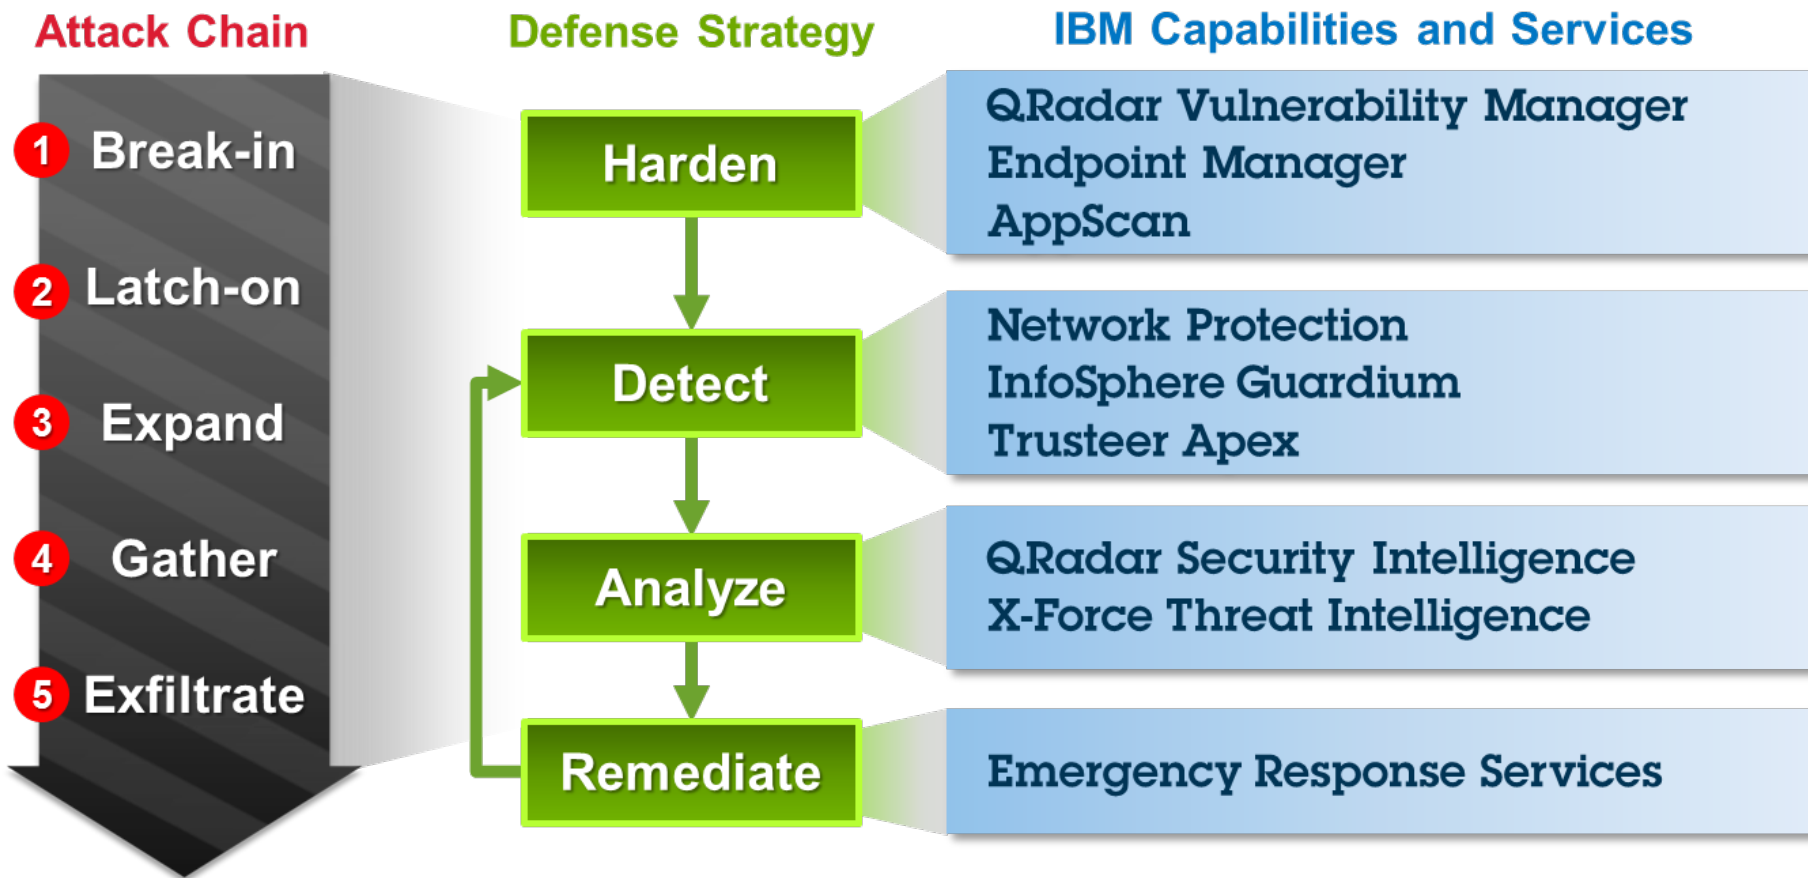 Attack Chain
1 Break-in
2 Latch-on
3 Expand
4 Gather
5 Exfiltrate
Defense Strategy
Harden
Detect
Analyze
Remediate
IBM Capabilities and Services
QRadar Vulnerability Manager
Endpoint Manager
AppScan
Network Protection
InfoSphere Guardium
Trusteer Apex
QRadar Security Intelligence
X-Force Threat Intelligence
Emergency Response Services